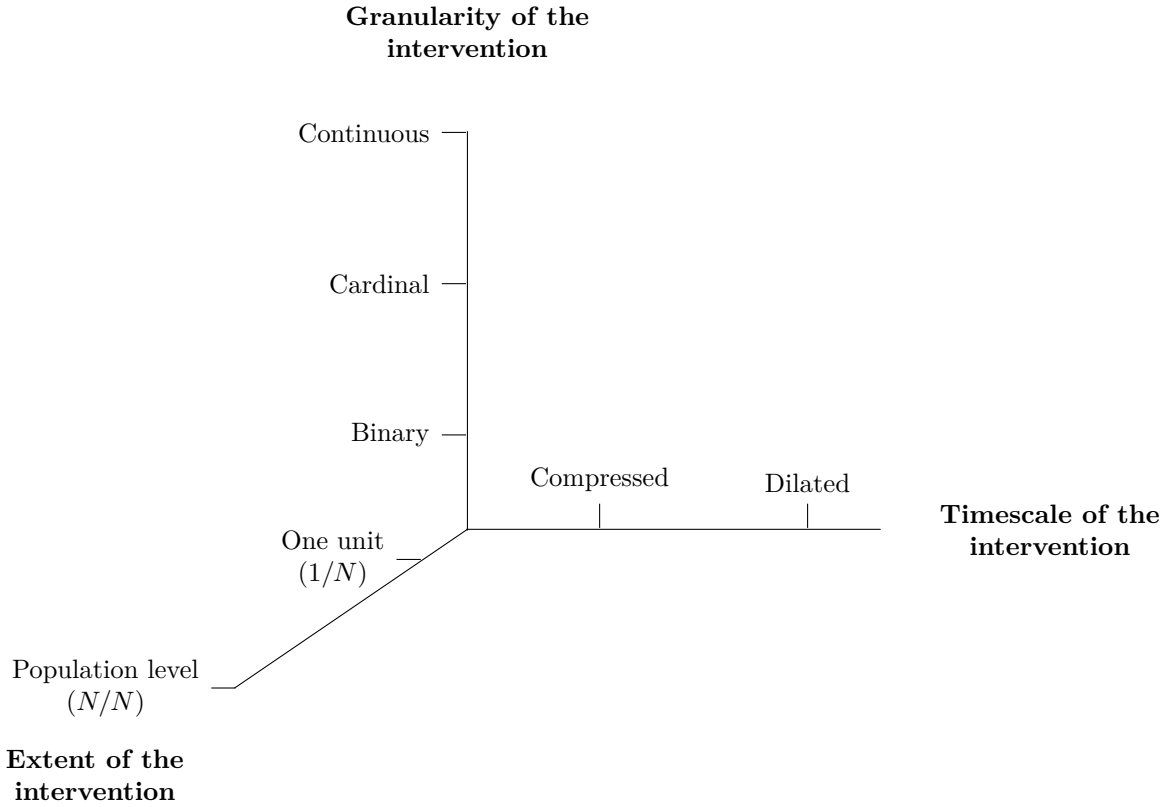 Granularity of the
intervention
Continuous
Cardinal
Binary
Compressed
Dilated
Timescale of the
intervention
One unit
(1/N)
Population level
(N/N)
Extent of the
intervention